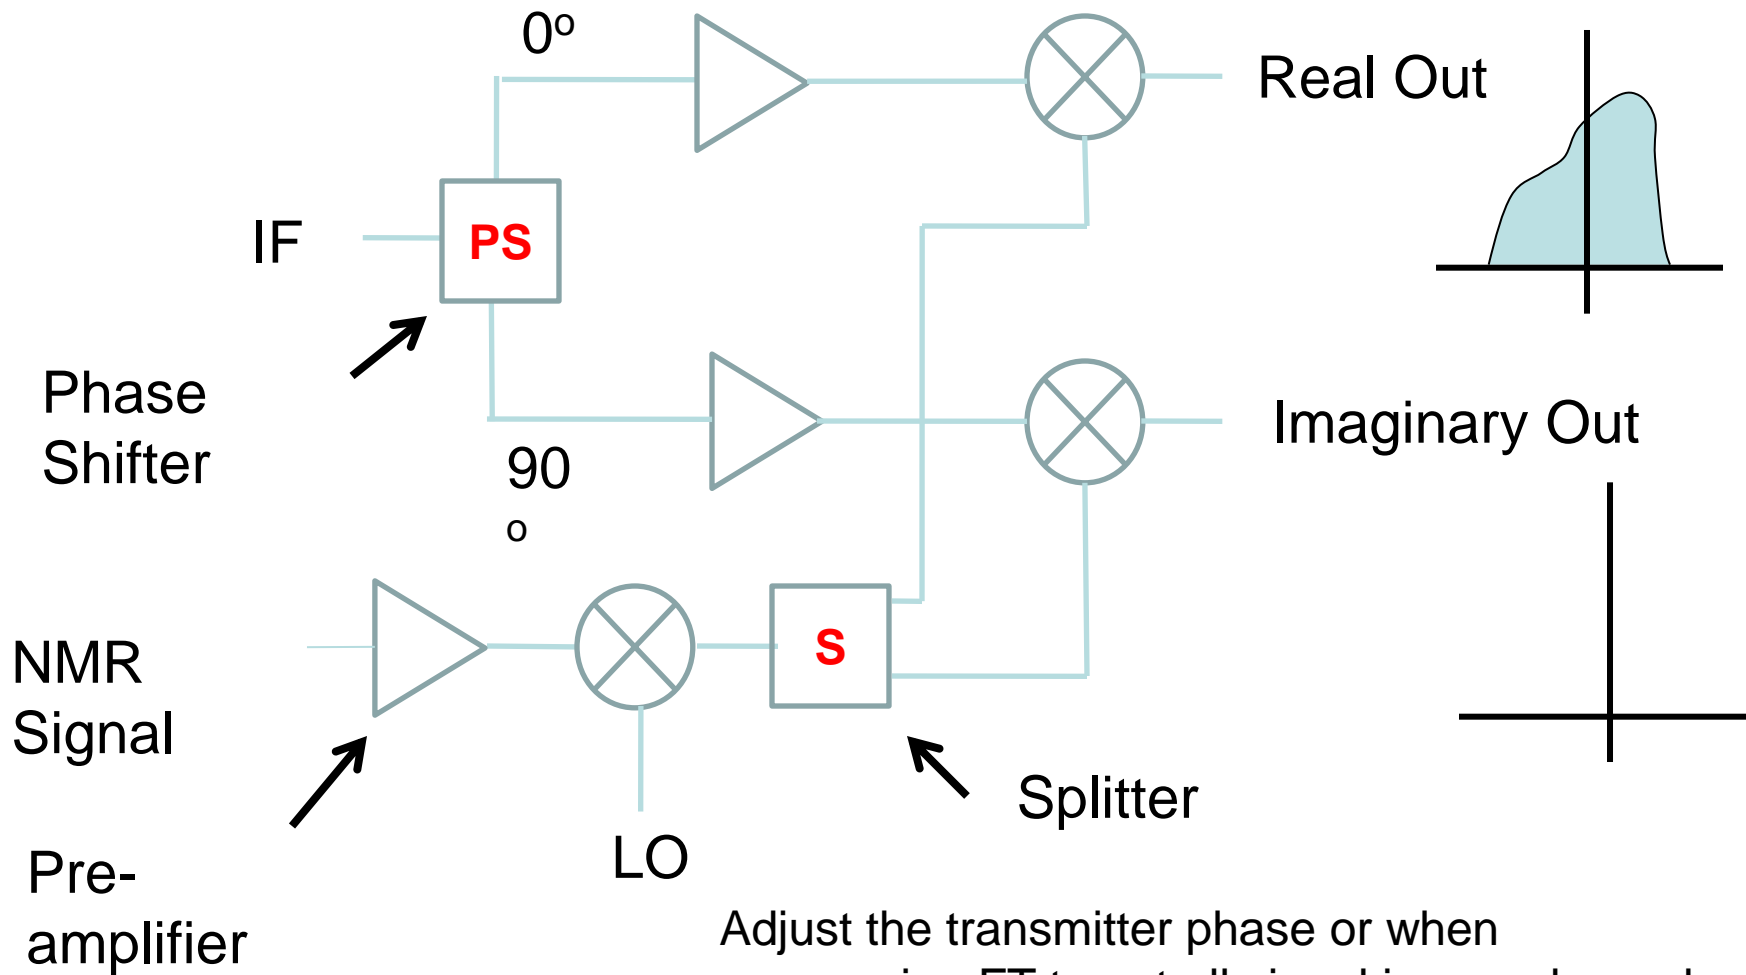 0º
Real Out
IF
PS
Phase
Shifter
Imaginary Out
90
º
NMR
Signal
S
Splitter
LO
Pre-
amplifier
Adjust the transmitter phase or when